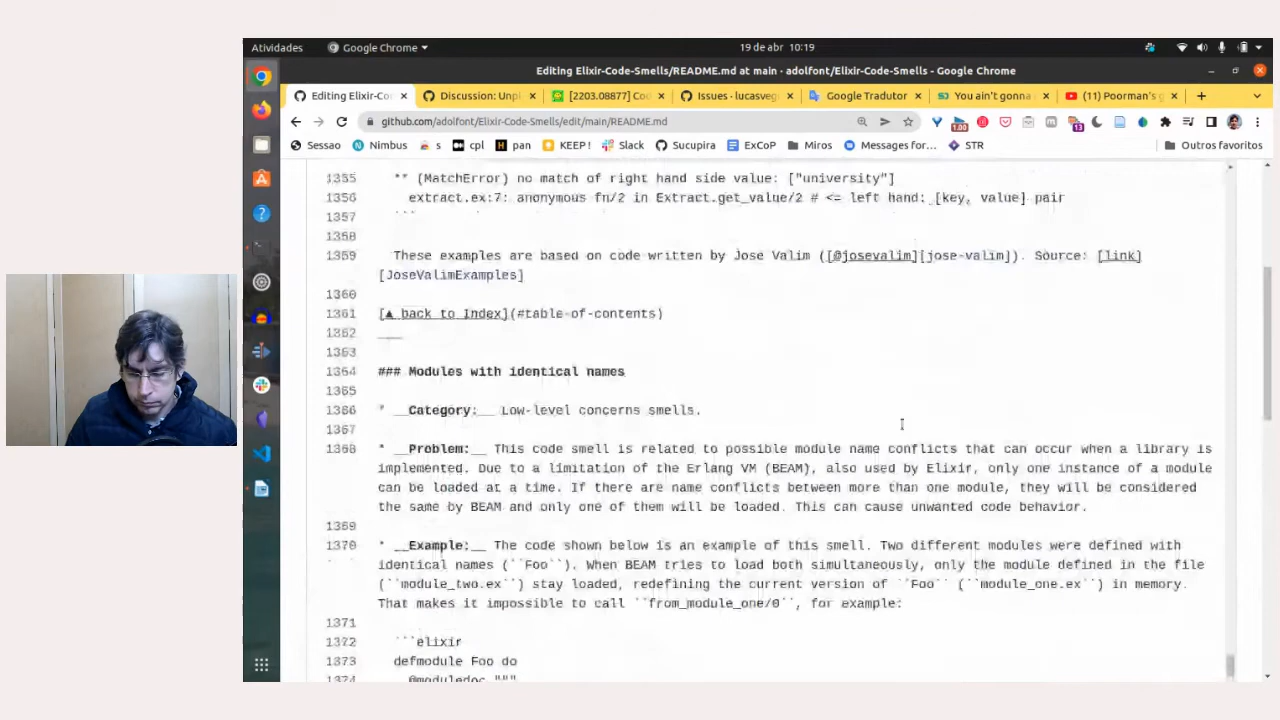 Atividades
Google Chrome
19 de abr 10:19
Editing Elixir-Code-Smells/README.md at main · adolfont/Elixir-Code-Smells - Google Chrome
Editing Elixir-Co
Discussion: Unpl
[2203.08877] Co
Issues · lucasveg
Google Tradutor
You ain't gonna
(11) Poorman's g
github.com/adolfont/Elixir-Code-Smells/edit/main/README.md
1.00
13
Sessao
Nimbus
s
cpl
pan
KEEP!
Slack
Sucupira
ExCoP
Miros
Messages for...
STR
Outros favoritos
1355 ** (MatchError) no match of right hand side value: ["university"]
1356 extract.ex:7: anonymous fn/2 in Extract.get_value/2 # <= left hand: [key, value] pair
1357 ```
1358
1359 These examples are based on code written by Jose Valim ([@josevalim][jose-valim]). Source: [link]
[JoseValimExamples]
1360
1361 [▲ back to Index](#table-of-contents)
1362 ___
1363
1364 ### Modules with identical names
1365
1366 * __Category:__ Low-level concerns smells.
1367
1368 * __Problem:__ This code smell is related to possible module name conflicts that can occur when a library is
implemented. Due to a limitation of the Erlang VM (BEAM), also used by Elixir, only one instance of a module
can be loaded at a time. If there are name conflicts between more than one module, they will be considered
the same by BEAM and only one of them will be loaded. This can cause unwanted code behavior.
1369
1370 * __Example:__ The code shown below is an example of this smell. Two different modules were defined with
identical names (``Foo``). When BEAM tries to load both simultaneously, only the module defined in the file
(``module_two.ex``) stay loaded, redefining the current version of ``Foo`` (``module_one.ex``) in memory.
That makes it impossible to call ``from_module_one/0``, for example:
1371
1372 ```elixir
1373 defmodule Foo do
1374 @moduledoc """